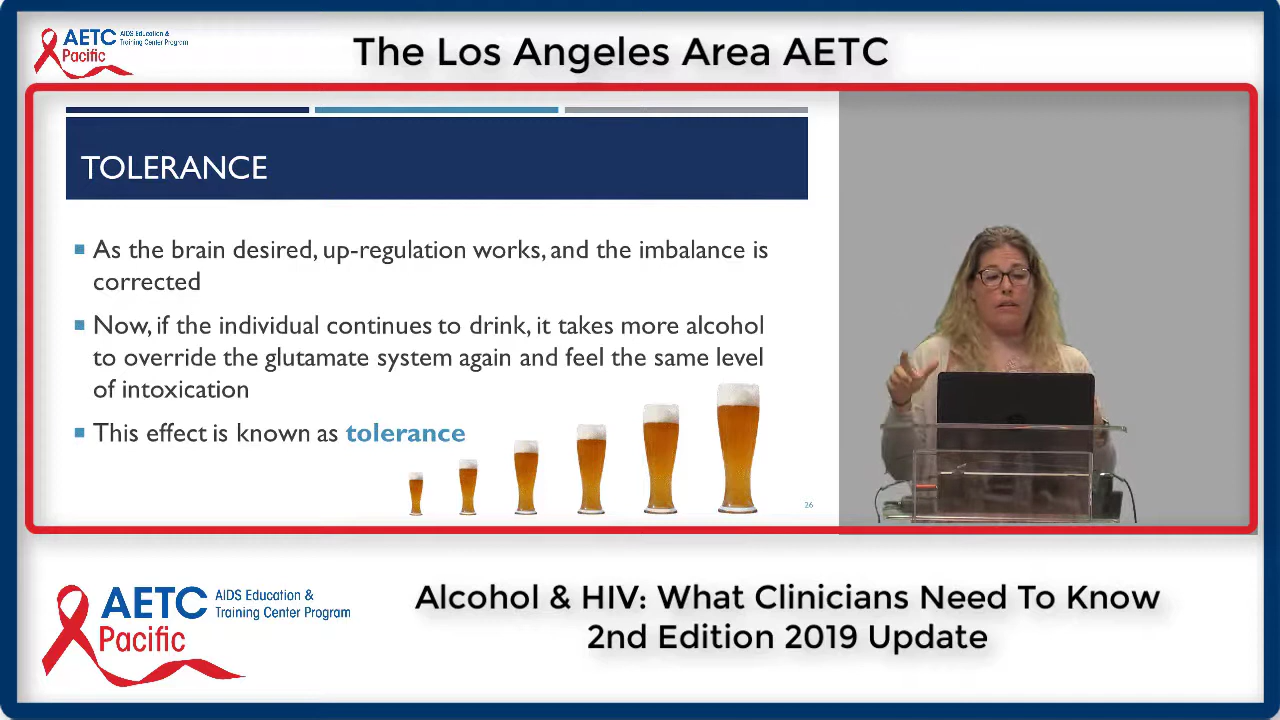 AETC AIDS Education &
Training Center Program
Pacific
The Los Angeles Area AETC
TOLERANCE
As the brain desired, up-regulation works, and the imbalance is
corrected
Now, if the individual continues to drink, it takes more alcohol
to override the glutamate system again and feel the same level
of intoxication
This effect is known as tolerance
26
AETC AIDS Education &
Training Center Program
Pacific
Alcohol & HIV: What Clinicians Need To Know
2nd Edition 2019 Update